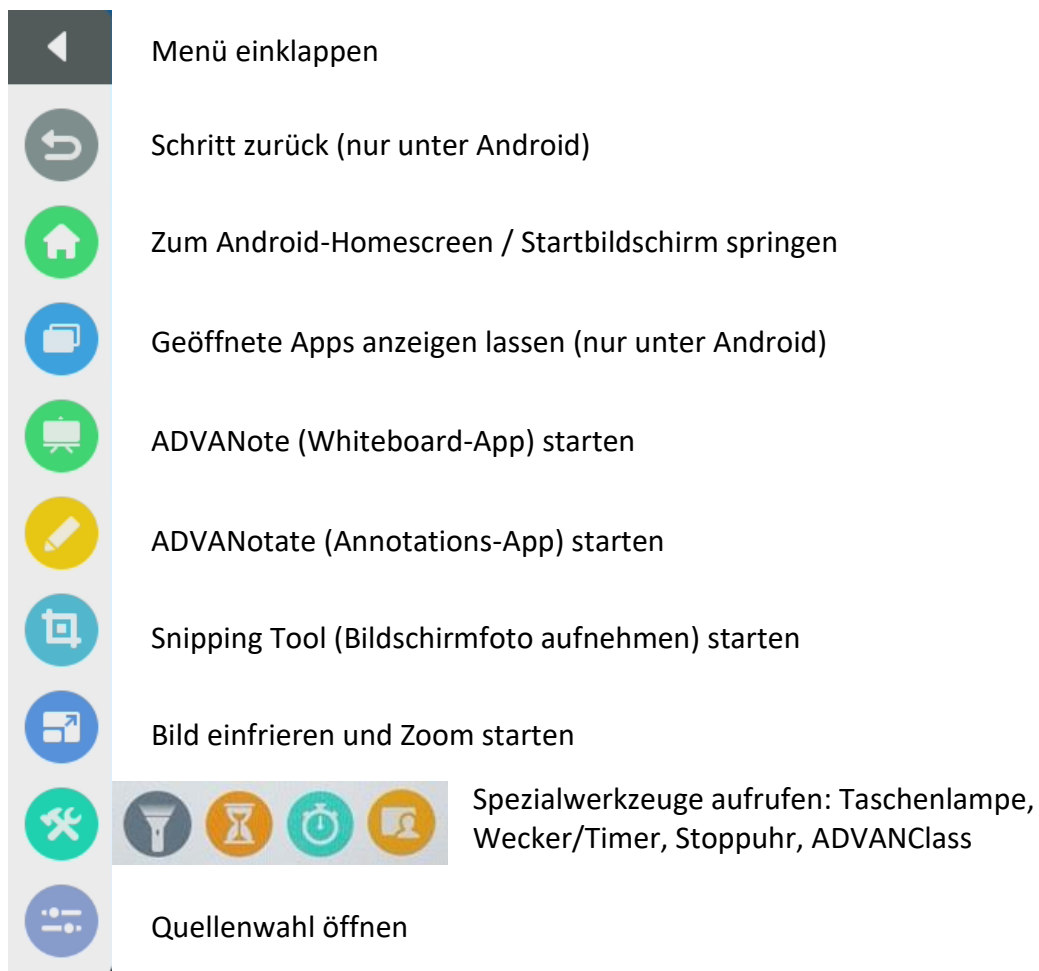 Menü einklappen
Schritt zurück (nur unter Android)
Zum Android-Homescreen / Startbildschirm springen
Geöffnete Apps anzeigen lassen (nur unter Android)
ADVANote (Whiteboard-App) starten
ADVANotate (Annotations-App) starten
Snipping Tool (Bildschirmfoto aufnehmen) starten
Bild einfrieren und Zoom starten
Spezialwerkzeuge aufrufen: Taschenlampe,
Wecker/Timer, Stoppuhr, ADVANClass
Quellenwahl öffnen